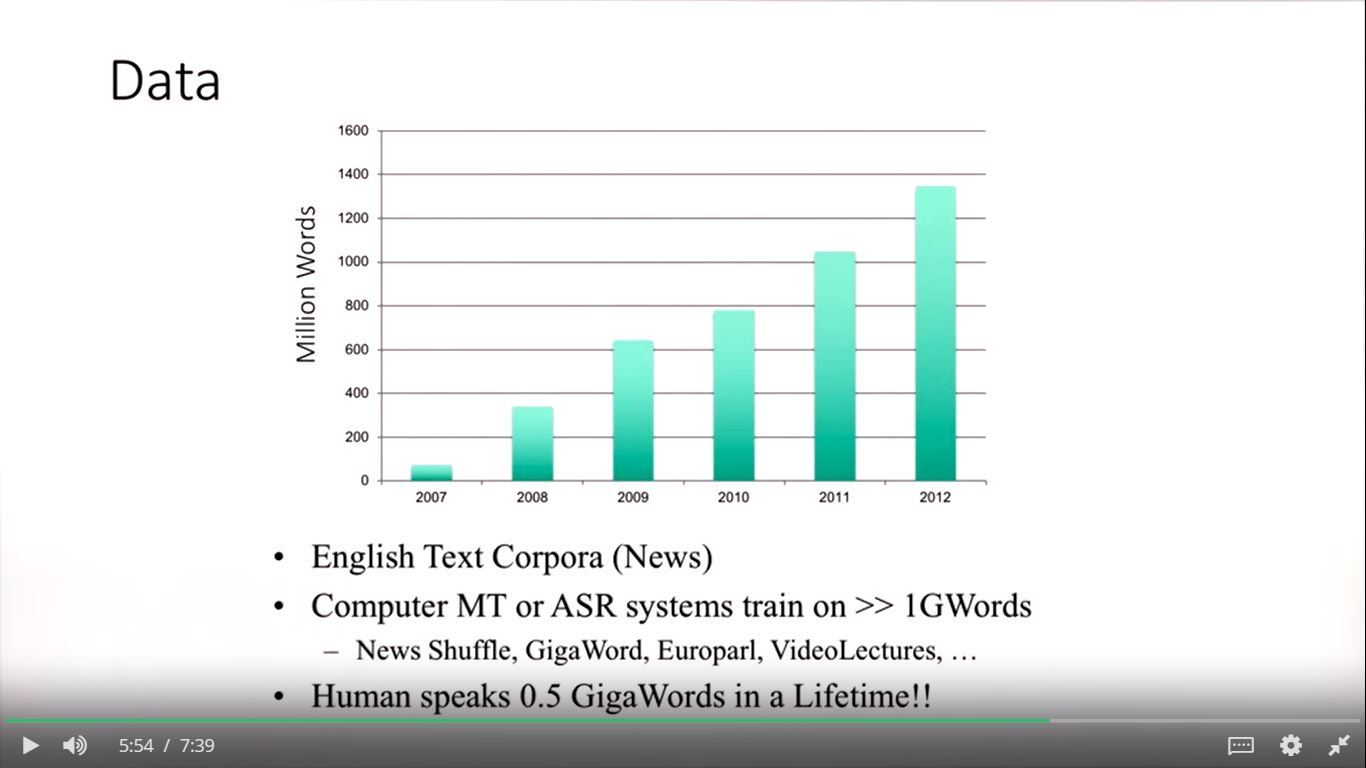 Data
Million Words
1600
1400
1200
1000
800
600
400
200
0
2007 2008 2009 2010 2011 2012
• English Text Corpora (News)
• Computer MT or ASR systems train on >> 1GWords
– News Shuffle, GigaWord, Europarl, VideoLectures, …
• Human speaks 0.5 GigaWords in a Lifetime!!
5:54 / 7:39